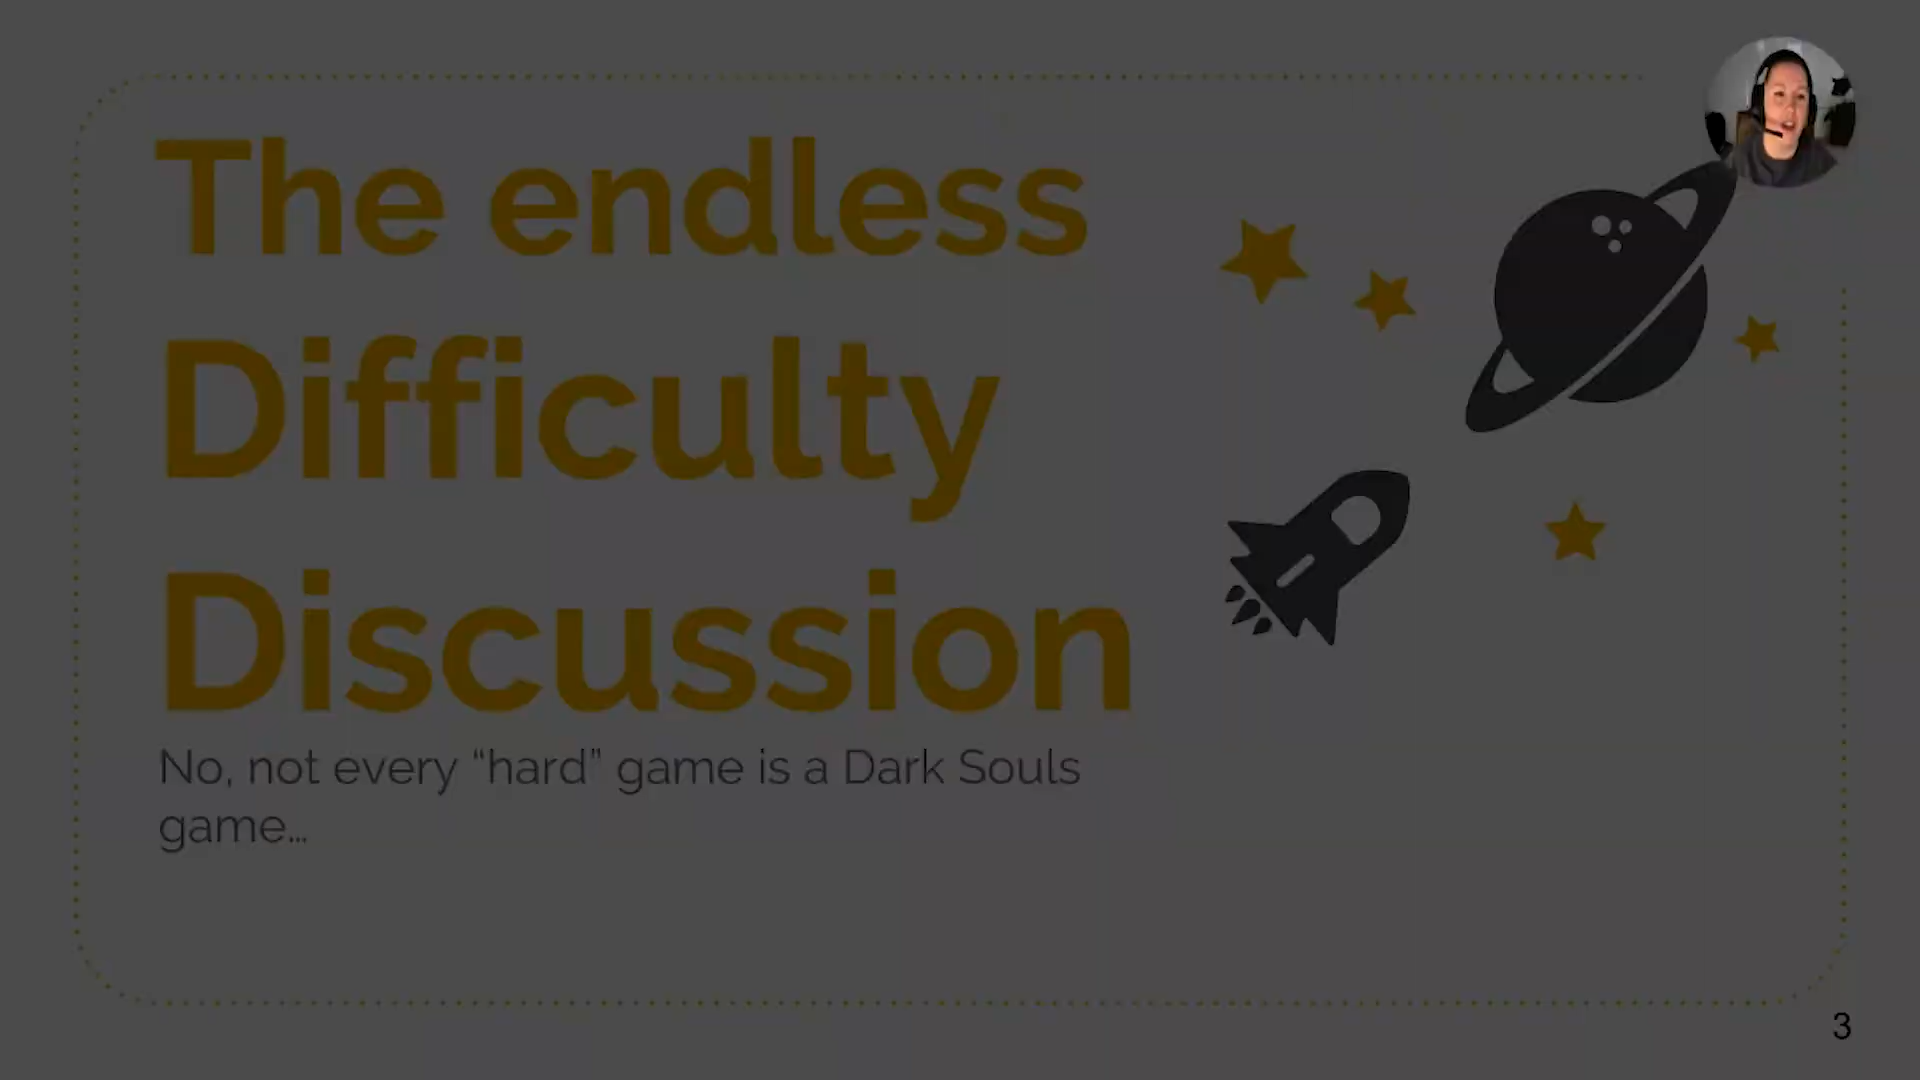 The endless
Difficulty
Discussion
No, not every “hard” game is a Dark Souls
game…
3